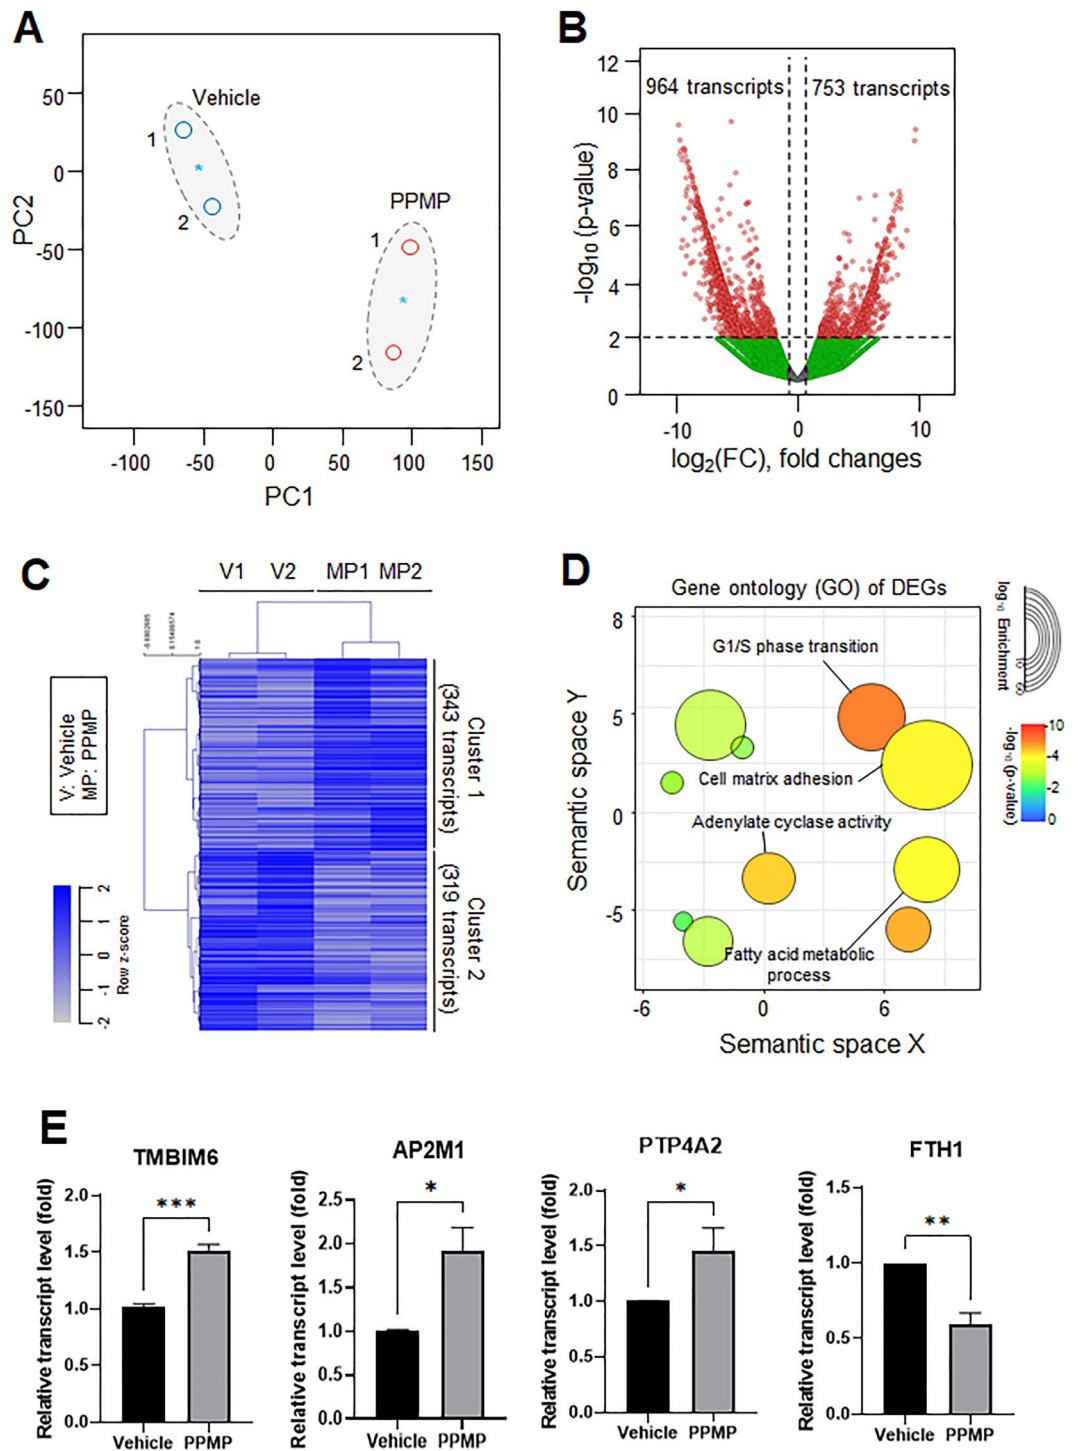 A
50
0
-50
-100
-150
PC2
Vehicle
1
2
PPMP
1
2
-100
-50
0
50
100
150
PC1
B
12
10
8
6
4
2
0
-log10 (p-value)
964 transcripts
753 transcripts
-10
0
10
log2(FC), fold changes
C
V1 V2 MP1 MP2
V: Vehicle
MP: PPMP
1.0
Cluster 1
(343 transcripts)
Cluster 2
(319 transcripts)
2
0
-1
-2
Row z-score
D
Gene ontology (GO) of DEGs
8
5
0
-5
Semantic space Y
G1/S phase transition
Cell matrix adhesion
Adenylate cyclase activity
Fatty acid metabolic
process
-6
0
6
Semantic space X
log10 Enrichment
-log10 (p-value)
-10
-4
-2
0
E
TMBIM6
Relative transcript level (fold)
2.0
1.5
1.0
0.5
0.0
***
Vehicle PPMP
AP2M1
Relative transcript level (fold)
2.5
2.0
1.5
1.0
0.5
0.0
*
Vehicle PPMP
PTP4A2
Relative transcript level (fold)
2.0
1.5
1.0
0.5
0.0
*
Vehicle PPMP
FTH1
Relative transcript level (fold)
1.5
1.0
0.5
0.0
**
Vehicle PPMP